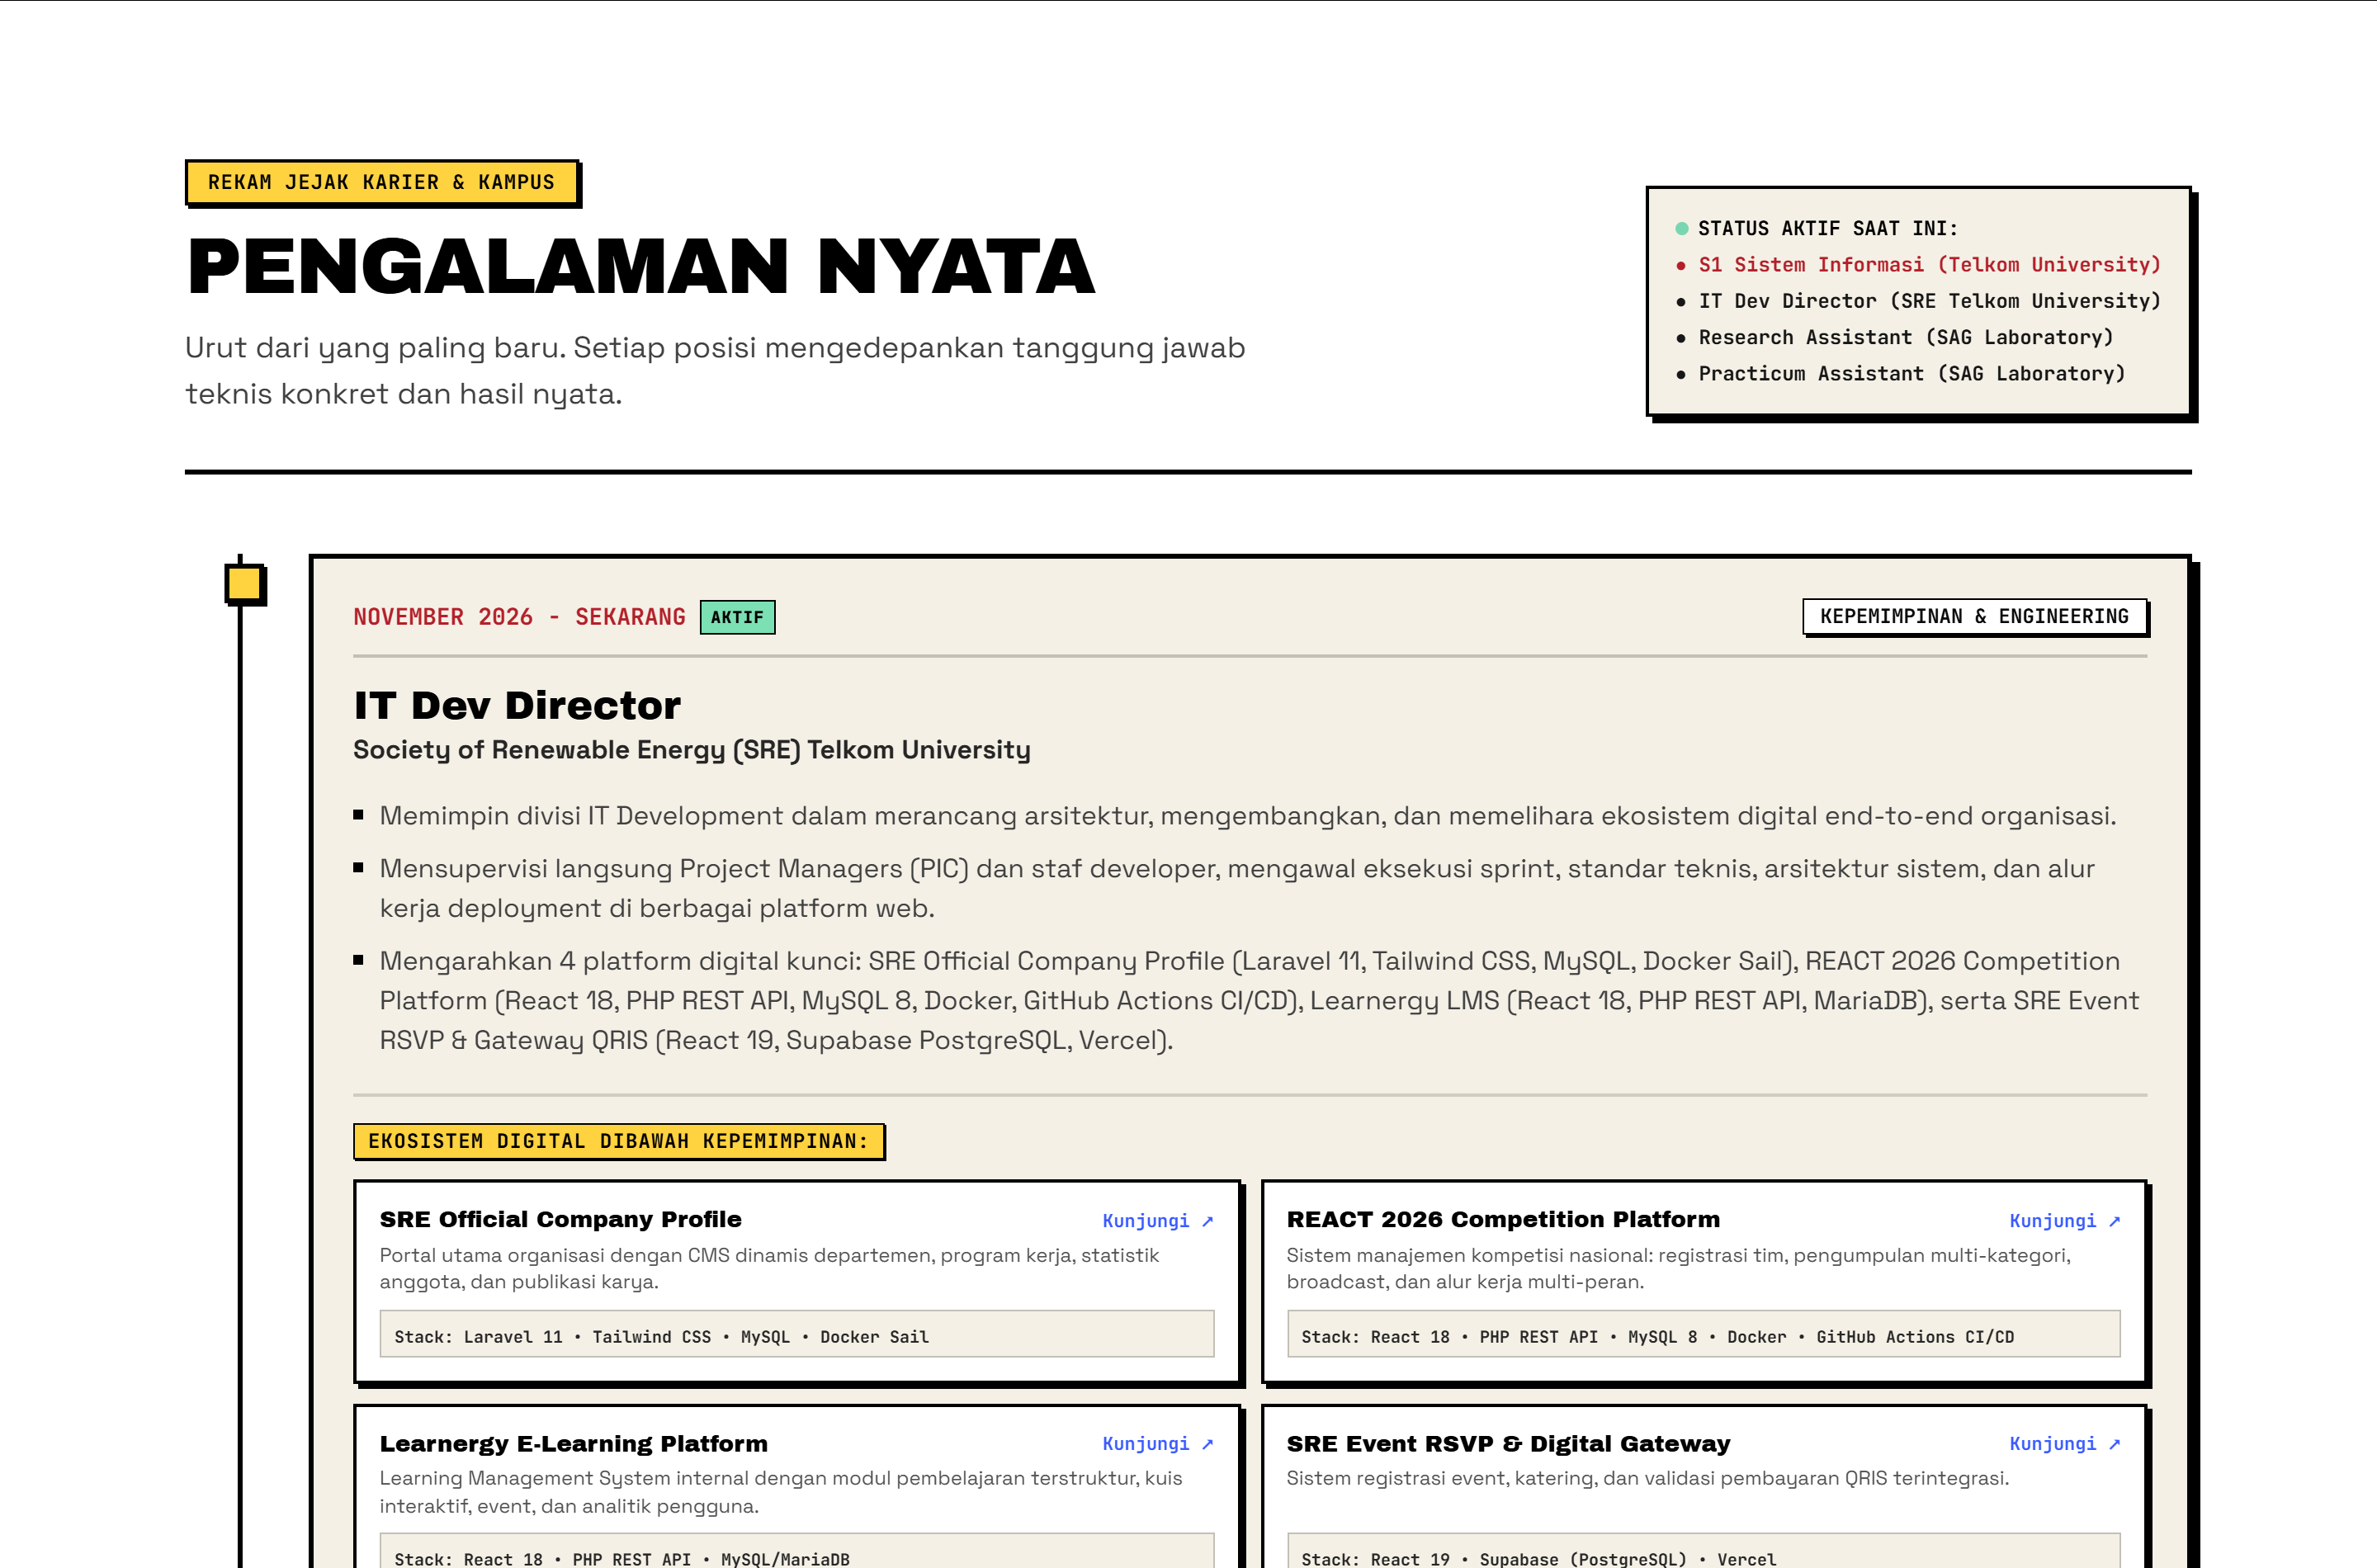 REKAM JEJAK KARIER & KAMPUS
PENGALAMAN NYATA
Urut dari yang paling baru. Setiap posisi mengedepankan tanggung jawab
teknis konkret dan hasil nyata.
STATUS AKTIF SAAT INI:
• S1 Sistem Informasi (Telkom University)
• IT Dev Director (SRE Telkom University)
• Research Assistant (SAG Laboratory)
• Practicum Assistant (SAG Laboratory)
NOVEMBER 2026 - SEKARANG AKTIF
KEPEMIMPINAN & ENGINEERING
IT Dev Director
Society of Renewable Energy (SRE) Telkom University
Memimpin divisi IT Development dalam merancang arsitektur, mengembangkan, dan memelihara ekosistem digital end-to-end organisasi.
Mensupervisi langsung Project Managers (PIC) dan staf developer, mengawal eksekusi sprint, standar teknis, arsitektur sistem, dan alur
kerja deployment di berbagai platform web.
Mengarahkan 4 platform digital kunci: SRE Official Company Profile (Laravel 11, Tailwind CSS, MySQL, Docker Sail), REACT 2026 Competition
Platform (React 18, PHP REST API, MySQL 8, Docker, GitHub Actions CI/CD), Learnergy LMS (React 18, PHP REST API, MariaDB), serta SRE Event
RSVP & Gateway QRIS (React 19, Supabase PostgreSQL, Vercel).
EKOSISTEM DIGITAL DIBAWAH KEPEMIMPINAN:
SRE Official Company Profile
Kunjungi ↗
Portal utama organisasi dengan CMS dinamis departemen, program kerja, statistik
anggota, dan publikasi karya.
Stack: Laravel 11 • Tailwind CSS • MySQL • Docker Sail
REACT 2026 Competition Platform
Kunjungi ↗
Sistem manajemen kompetisi nasional: registrasi tim, pengumpulan multi-kategori,
broadcast, dan alur kerja multi-peran.
Stack: React 18 • PHP REST API • MySQL 8 • Docker • GitHub Actions CI/CD
Learnergy E-Learning Platform
Kunjungi ↗
Learning Management System internal dengan modul pembelajaran terstruktur, kuis
interaktif, event, dan analitik pengguna.
Stack: React 18 • PHP REST API • MySQL/MariaDB
SRE Event RSVP & Digital Gateway
Kunjungi ↗
Sistem registrasi event, katering, dan validasi pembayaran QRIS terintegrasi.
Stack: React 19 • Supabase (PostgreSQL) • Vercel